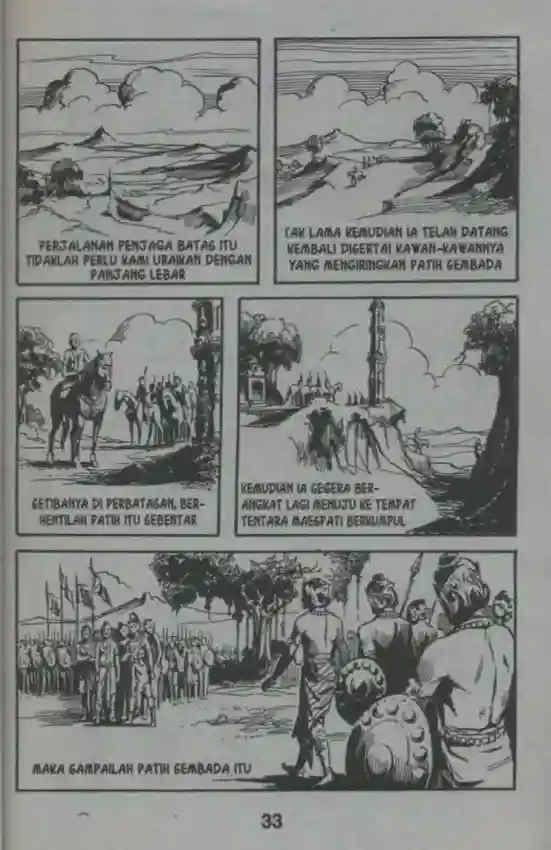 PERJALANAN PENJAGA BATAS ITU
TIDAKLAH PERLU KAMI URAIKAN DENGAN
PANJANG LEBAR
TAK LAMA KEMUDIAN IA TELAH DATANG
KEMBALI DISERTAI KAWAN-KAWANNYA
YANG MENGIRINGKAN PATIH SEMBADA
SETIBANYA DI PERBATASAN, BER-
HENTILAH PATIH ITU SEBENTAR
KEMUDIAN IA SEGERA BER-
ANGKAT LAGI MENUJU KE TEMPAT
TENTARA MAESPATI BERKUMPUL
MAKA SAMPAILAH PATIH SEMBADA ITU
33